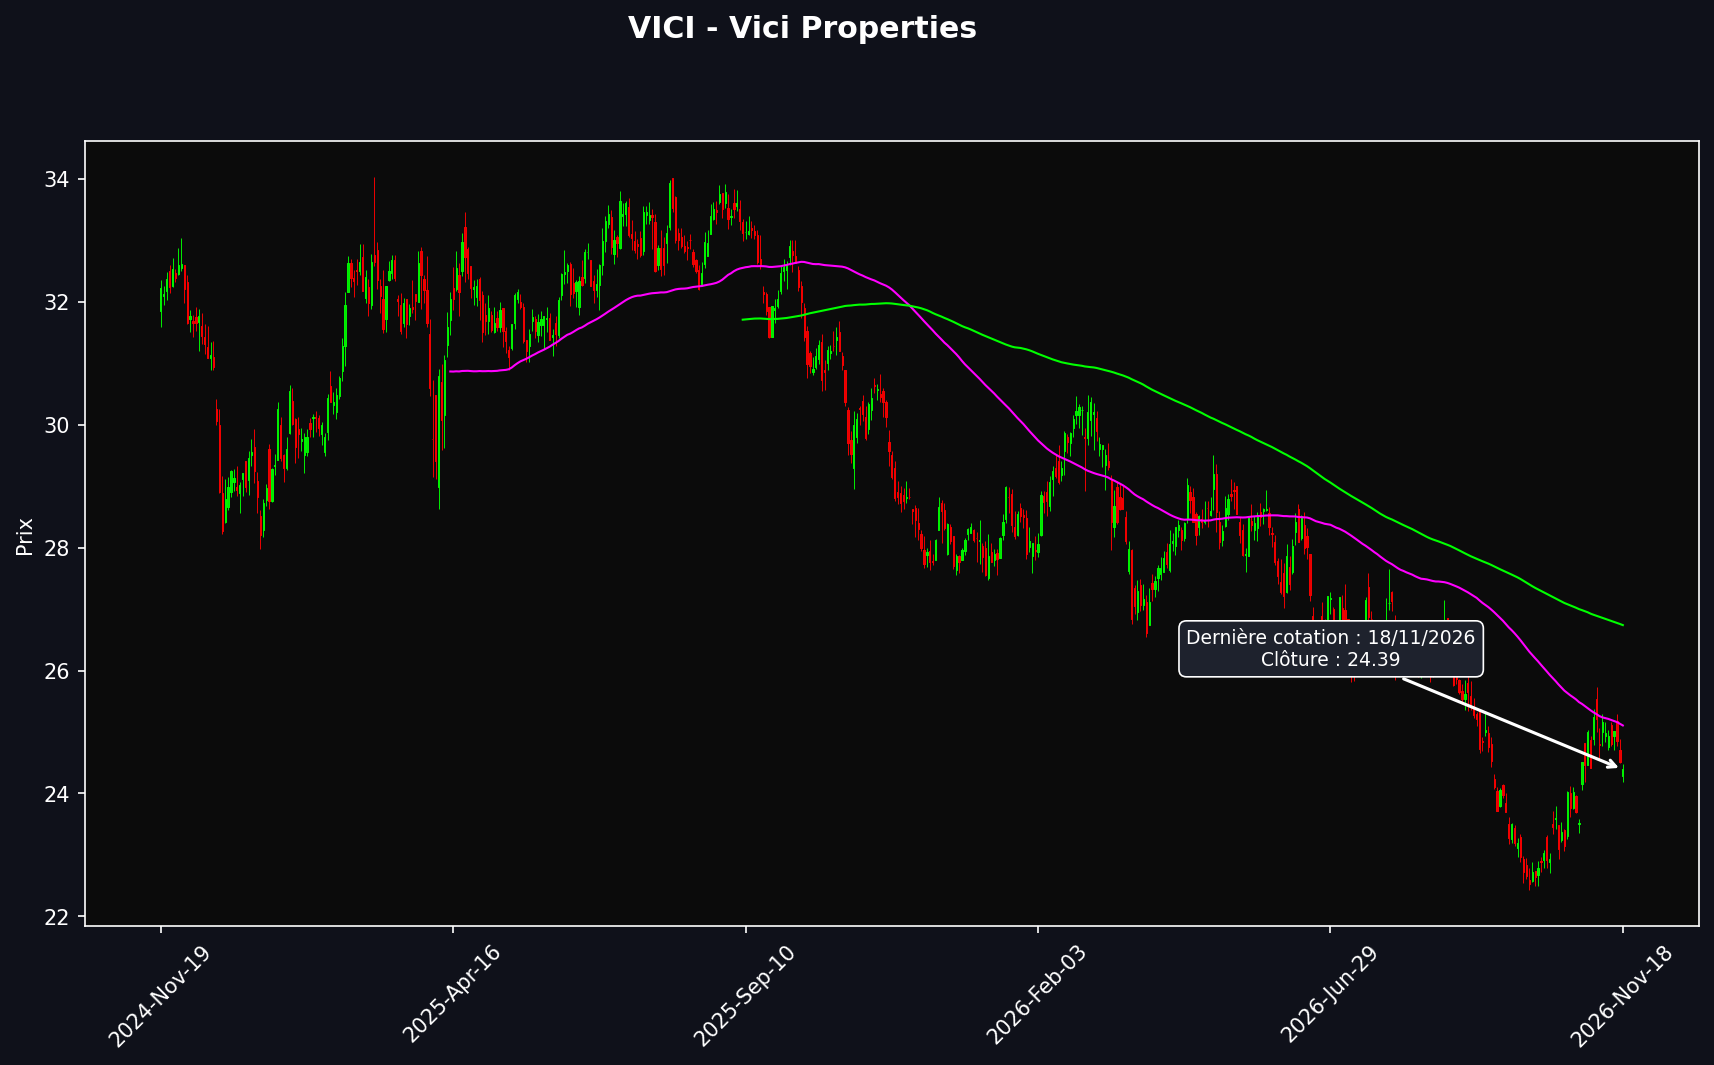 VICI - Vici Properties
Prix
34
32
30
28
26
24
22
Dernière cotation : 18/11/2026
Clôture : 24.39
2024-Nov-19
2025-Apr-16
2025-Sep-10
2026-Feb-03
2026-Jun-29
2026-Nov-18